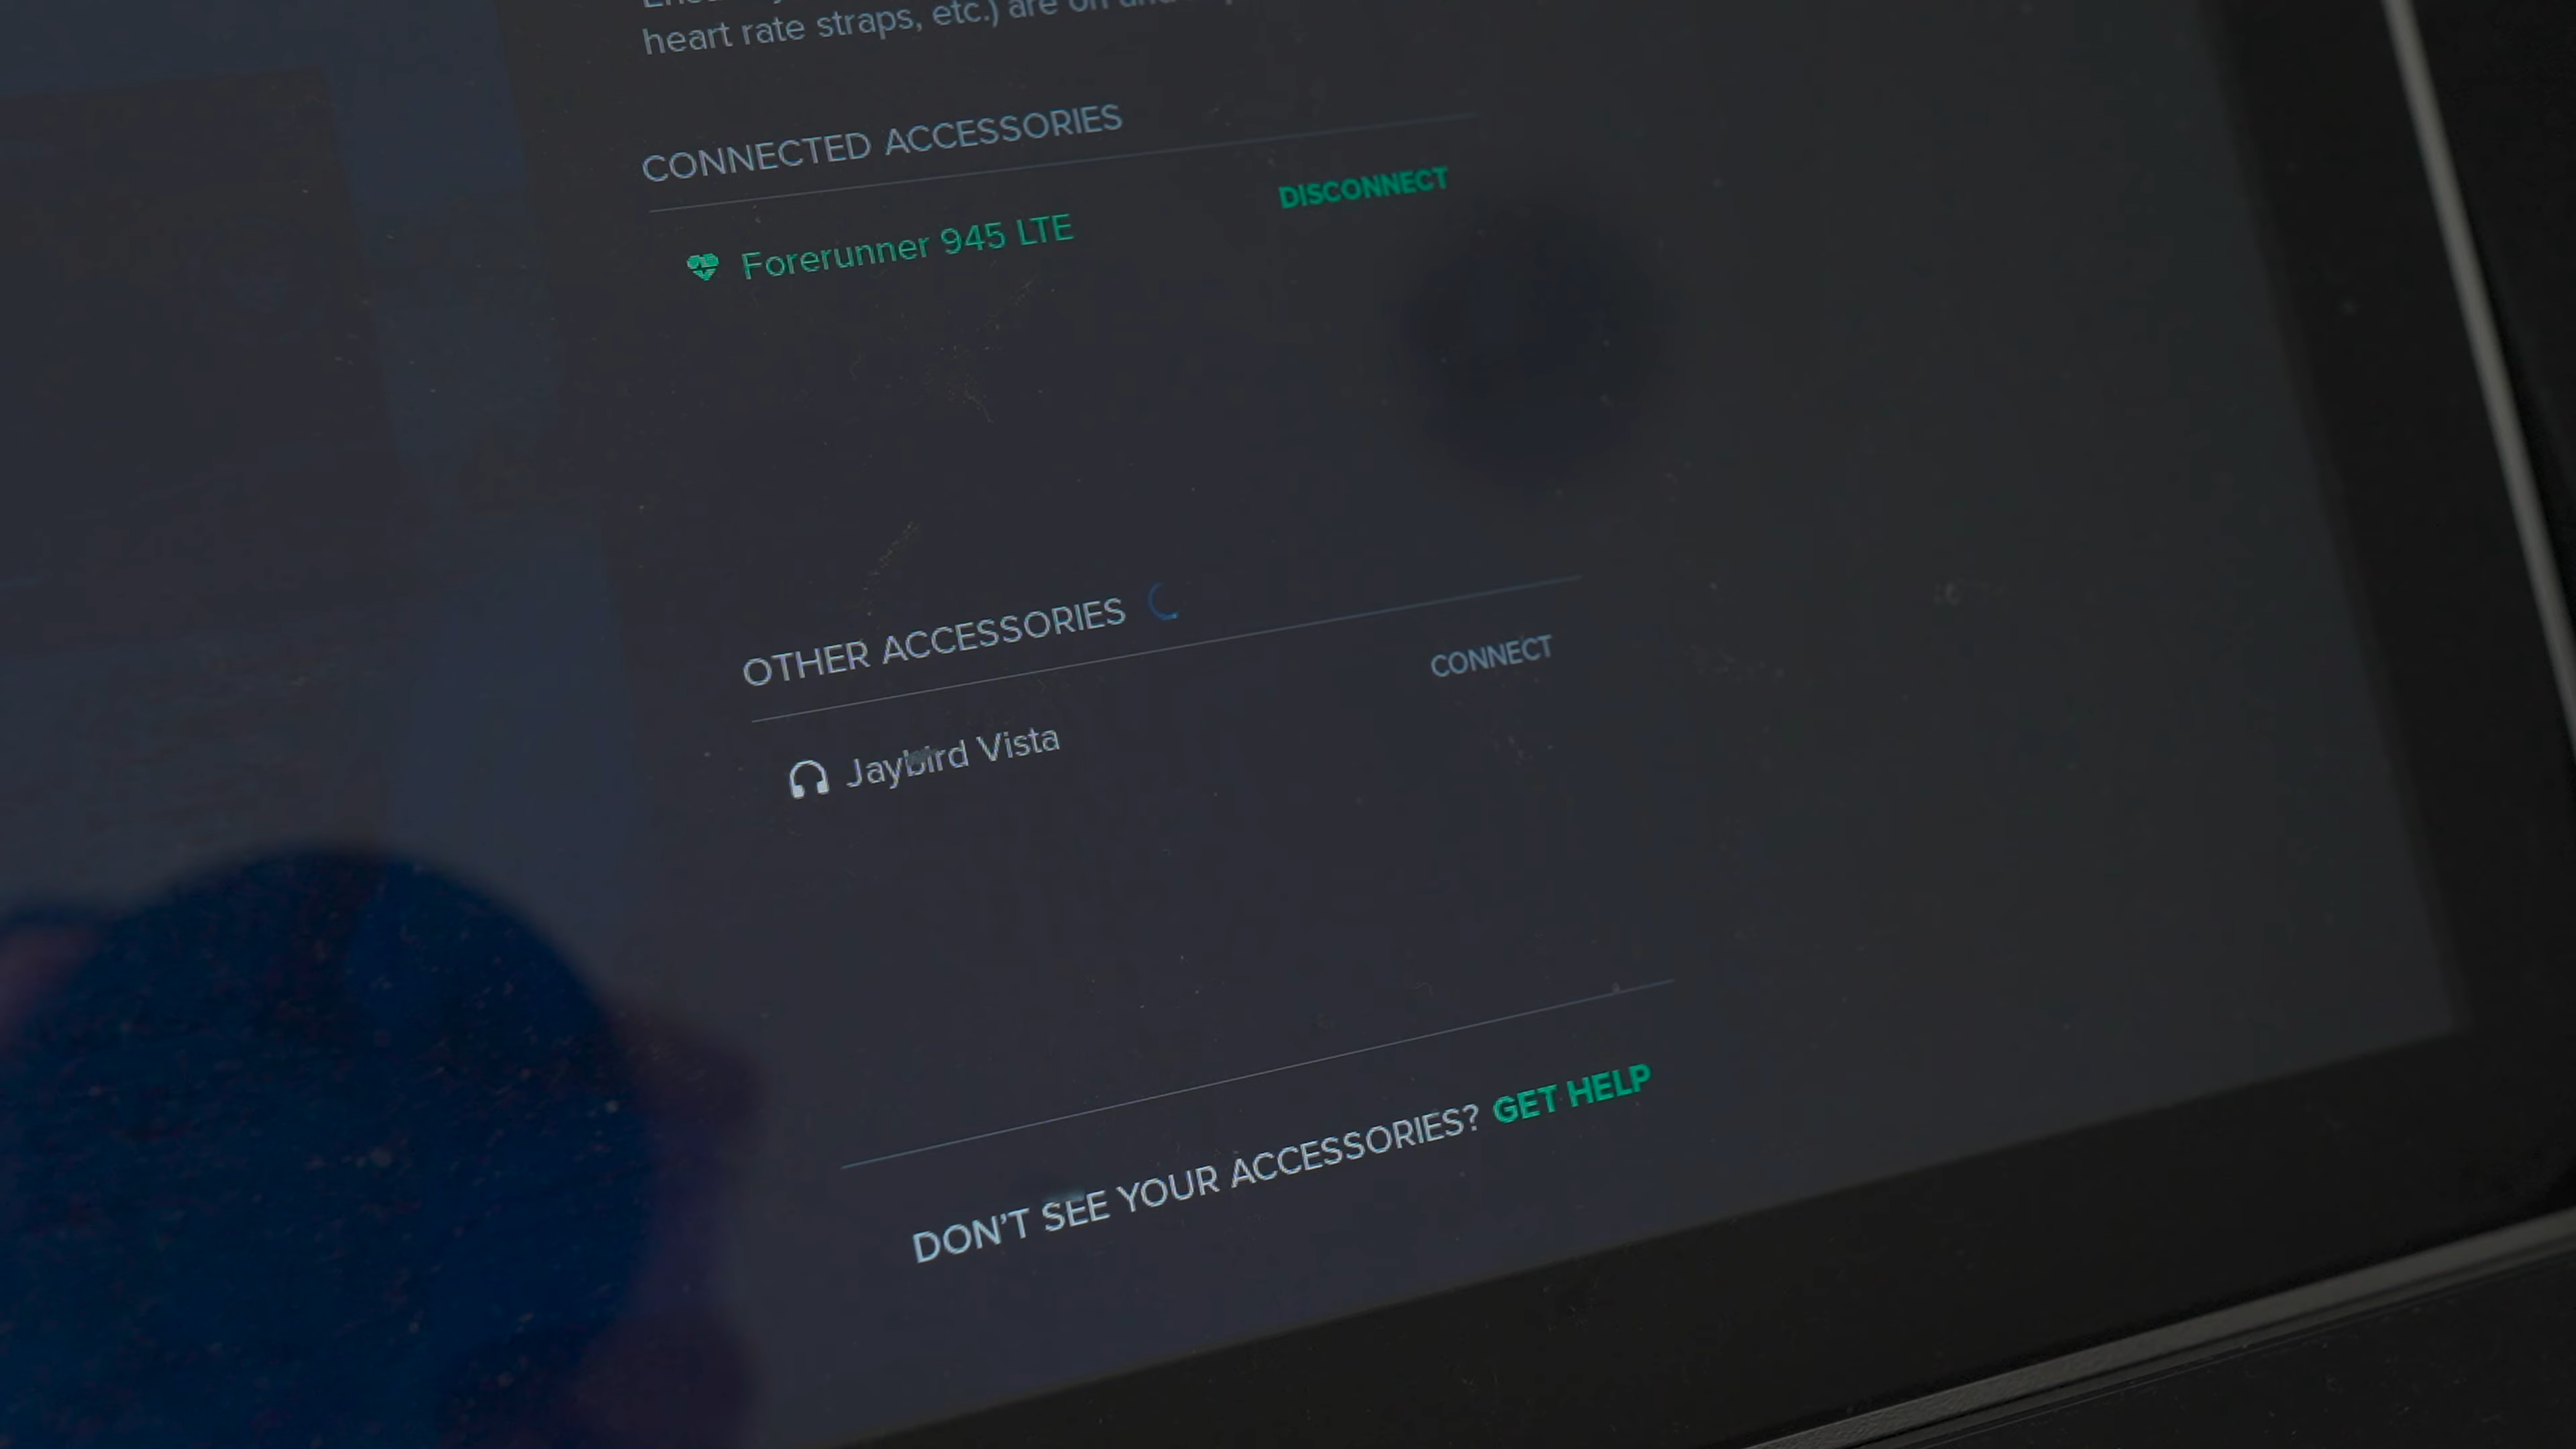 heart rate straps, etc.) are on
CONNECTED ACCESSORIES
Forerunner 945 LTE
DISCONNECT
OTHER ACCESSORIES
Jaybird Vista
CONNECT
DON'T SEE YOUR ACCESSORIES? GET HELP